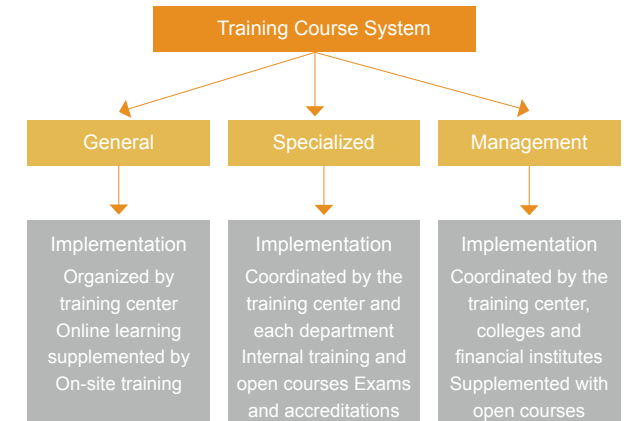 Training Course System
General
Specialized
Management
Implementation
Organized by
training center
Online learning
supplemented by
On-site training
Implementation
Coordinated by the
training center and
each department
Internal training and
open courses Exams
and accreditations
Implementation
Coordinated by the
training center,
colleges and
financial institutes
Supplemented with
open courses